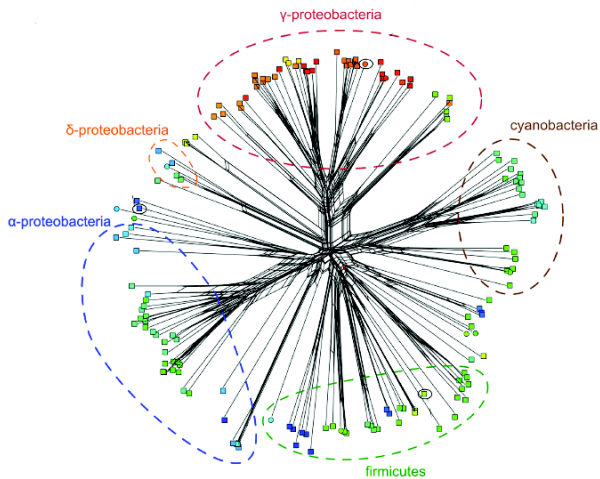 γ-proteobacteria
δ-proteobacteria
cyanobacteria
α-proteobacteria
firmicutes